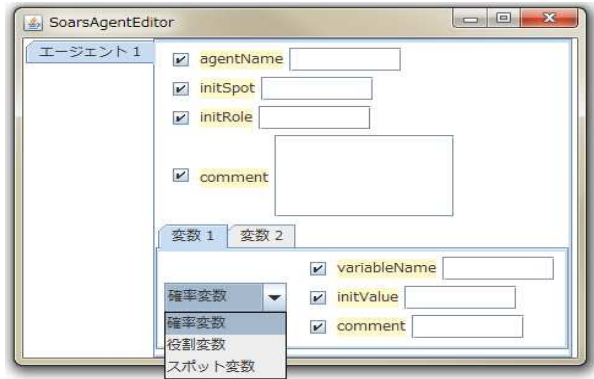 SoarsAgentEditor
エージェント 1
agentName
initSpot
initRole
comment
変数 1 変数 2
variableName
確率変数
initValue
確率変数
comment
役割変数
スポット変数